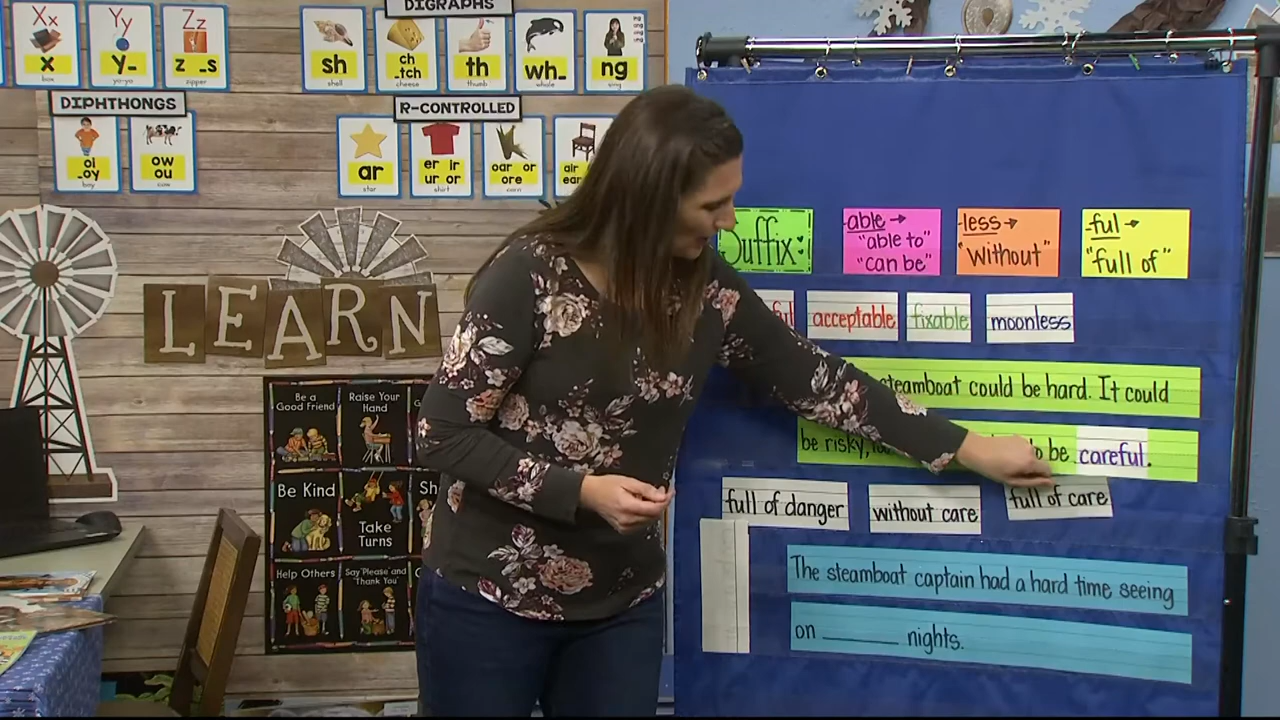 DIGRAPHS
Xx
x
box
Yy
y-
yo-yo
Zz
z _s
zipper
sh
shell
ch
_tch
cheese
th
thumb
wh_
whale
ng
sing
DIPHTHONGS
oi
_oy
boy
ow
ou
cow
R-CONTROLLED
ar
star
er ir
ur or
shirt
oar or
ore
corn
air
ear
LEARN
Be a
Good Friend
Raise Your
Hand
Be Kind
Take
Turns
Help Others
Say "Please" and
"Thank You"
Suffix
-able →
"able to"
"can be"
-less →
"without"
-ful →
"full of"
acceptable
fixable
moonless
steamboat could be hard. It could
be risky,
be careful.
full of danger
without care
full of care
The steamboat captain had a hard time seeing
on ______ nights.